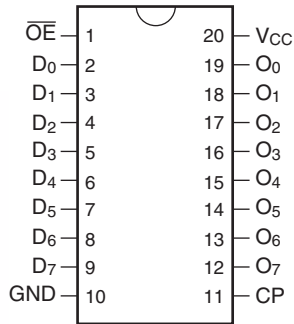 OE 1 20 VCC
D0 2 19 O0
D1 3 18 O1
D2 4 17 O2
D3 5 16 O3
D4 6 15 O4
D5 7 14 O5
D6 8 13 O6
D7 9 12 O7
GND 10 11 CP